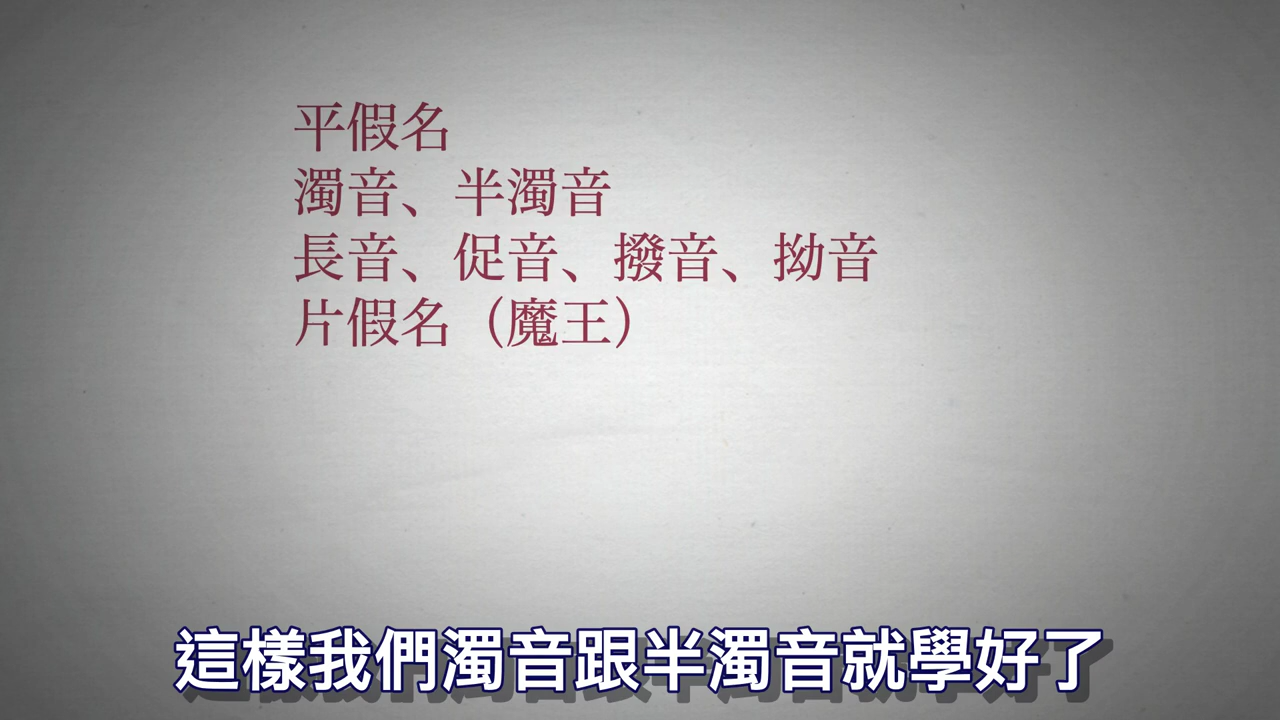 平假名
濁音、半濁音
長音、促音、撥音、拗音
片假名（魔王）
這樣我們濁音跟半濁音就學好了